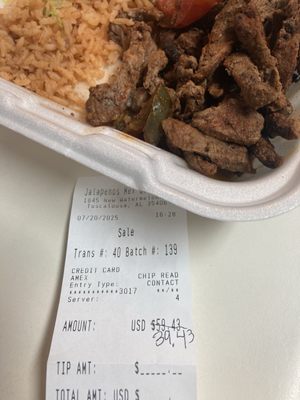 Jalapenos Mex
1845 New Watermelon
Tuscaloosa, AL 35406
07/20/2025 16:26
Sale
Trans #: 40 Batch #: 139
CREDIT CARD
AMEX CHIP READ
Entry Type: CONTACT
***********3017 **/**
Server: 4
AMOUNT: USD $59.43
39.43
TIP AMT: $_____._
TOTAL AMT: USD $